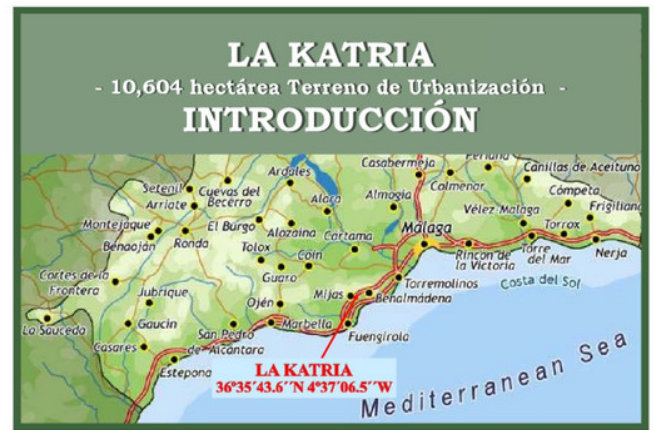 LA KATRIA
- 10,604 hectárea Terreno de Urbanización -
INTRODUCCIÓN
Ardales
Casabermeja
Periana
Canillas de Aceituno
Setenil
Cuevas del
Becerro
Colmenar
Cómpeta
Arriate
Alora
Almogia
Frigiliana
Montejaque
El Burgo
Alozaina
Cártama
Málaga
Vélez-Malaga
Torrox
Benaoján
Ronda
Tolox
Coín
Rincón de
la Victoria
Torre
del Mar
Nerja
Cortes de la
Frontera
Guaro
Torremolinos
Costa del Sol
Jubrique
Ojén
Mijas
Benalmádena
La Sauceda
Gaucin
San Pedro
de Alcantara
Marbella
Fuengirola
Casares
Estepona
LA KATRIA
36°35´43.6´´N 4°37´06.5´´W
Mediterranean Sea